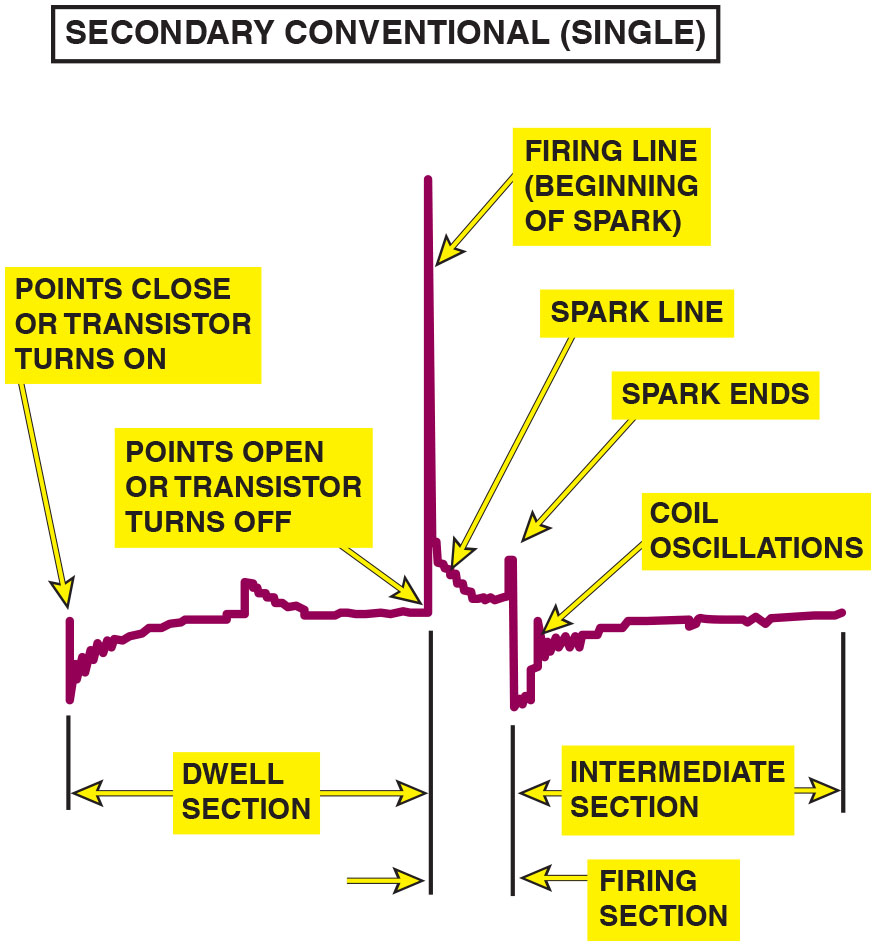 SECONDARY CONVENTIONAL (SINGLE)
FIRING LINE
(BEGINNING
OF SPARK)
POINTS CLOSE
OR TRANSISTOR
TURNS ON
SPARK LINE
SPARK ENDS
POINTS OPEN
OR TRANSISTOR
TURNS OFF
COIL
OSCILLATIONS
DWELL
SECTION
INTERMEDIATE
SECTION
FIRING
SECTION